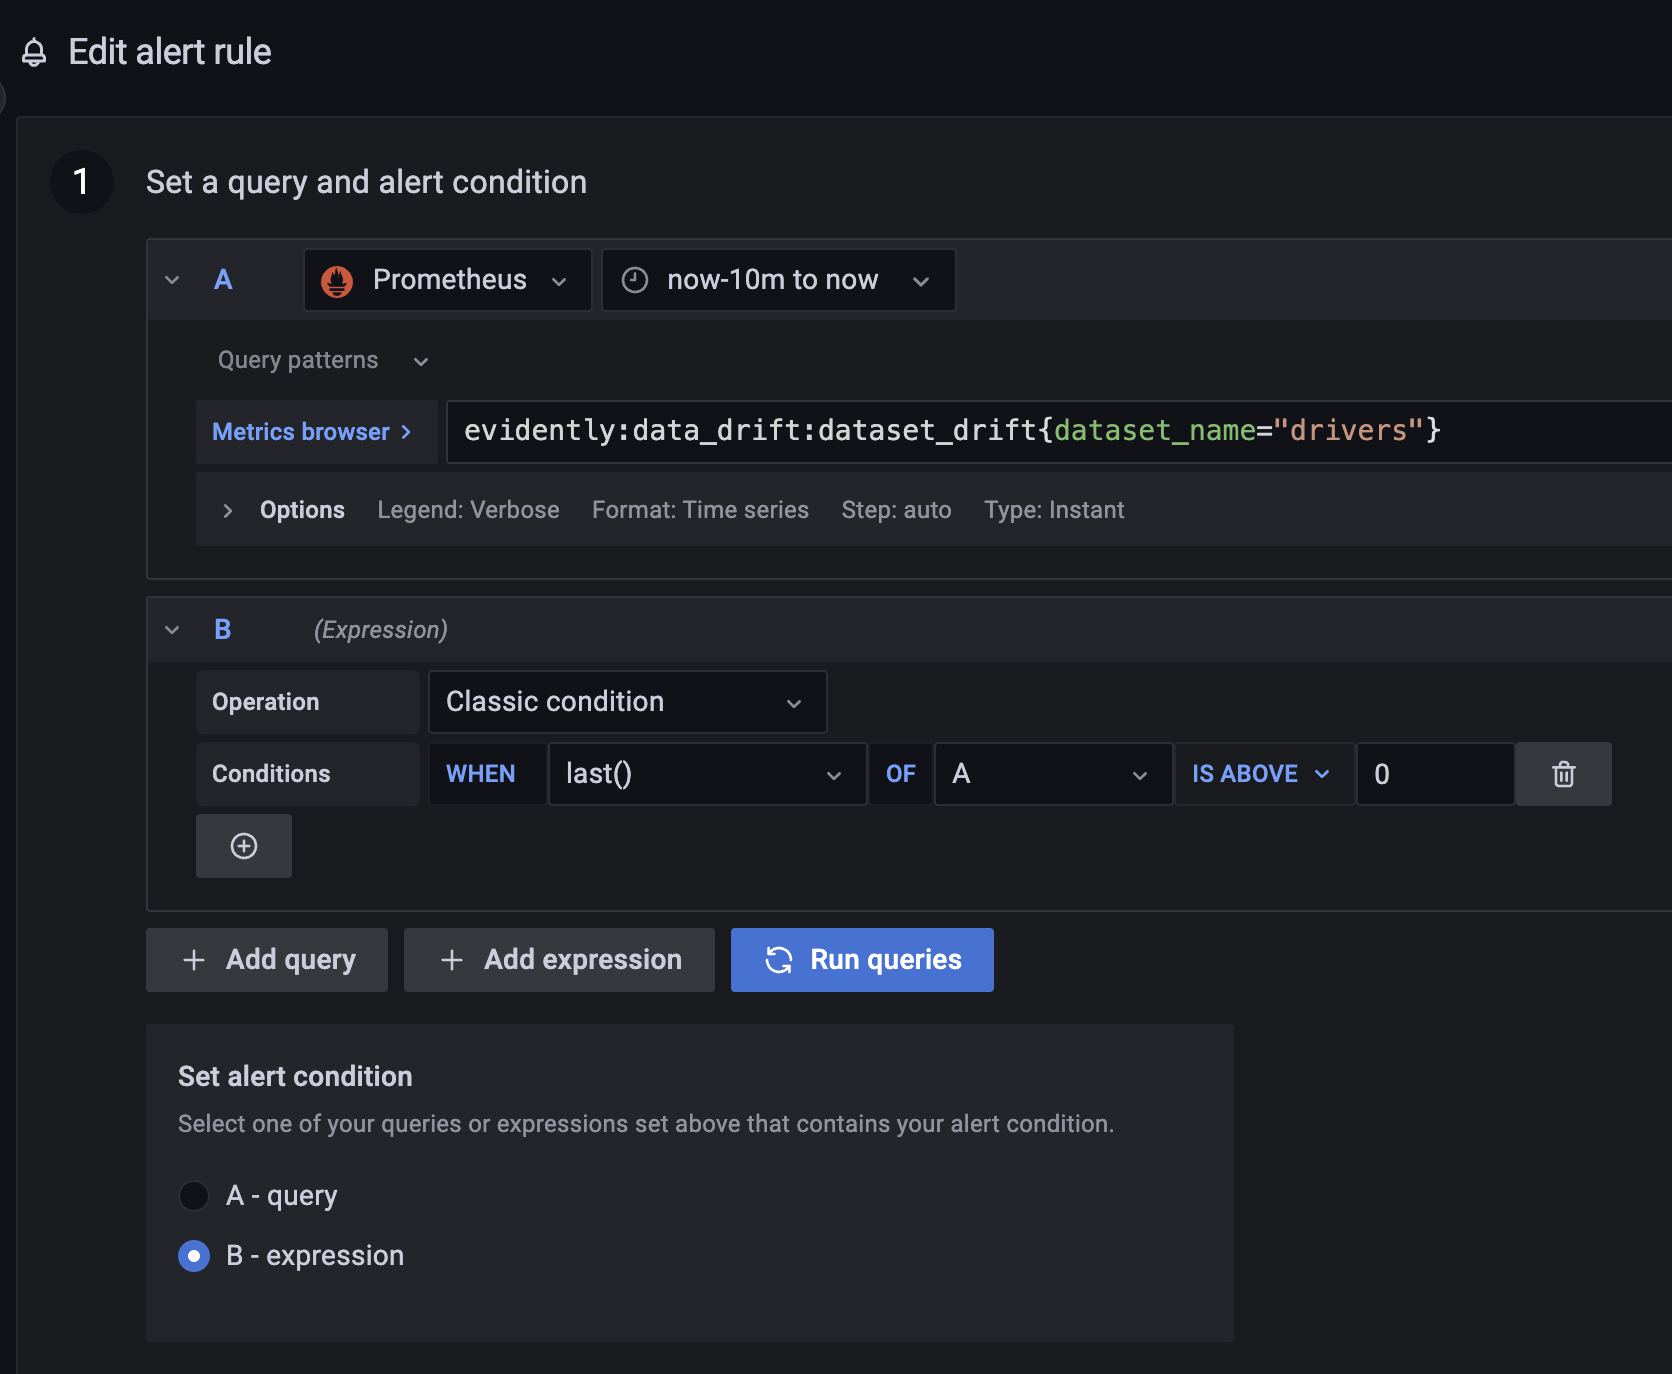 Edit alert rule
1 Set a query and alert condition
A Prometheus now-10m to now
Query patterns
Metrics browser > evidently:data_drift:dataset_drift{dataset_name="drivers"}
> Options Legend: Verbose Format: Time series Step: auto Type: Instant
B (Expression)
Operation Classic condition
Conditions WHEN last() OF A IS ABOVE 0
+ Add query + Add expression Run queries
Set alert condition
Select one of your queries or expressions set above that contains your alert condition.
A - query
B - expression